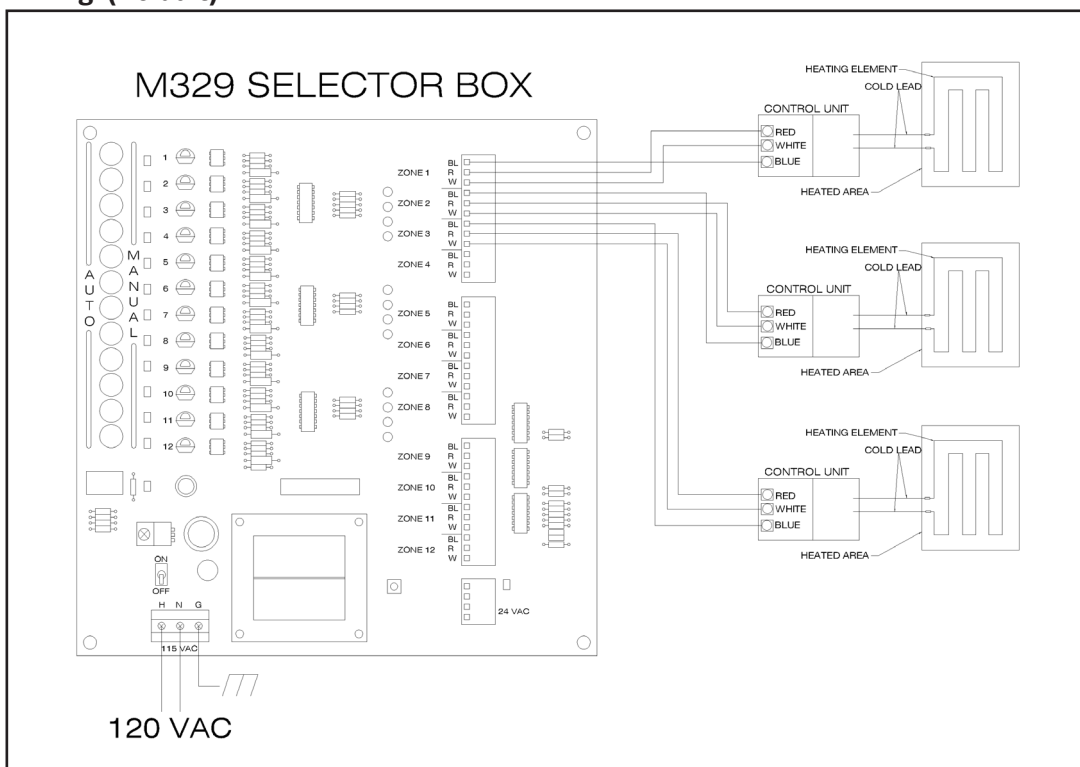 M329 SELECTOR BOX
AUTO
MANUAL
1
2
3
4
5
6
7
8
9
10
11
12
ZONE 1
BL
R
W
ZONE 2
BL
R
W
ZONE 3
BL
R
W
ZONE 4
BL
R
W
ZONE 5
BL
R
W
ZONE 6
BL
R
W
ZONE 7
BL
R
W
ZONE 8
BL
R
W
ZONE 9
BL
R
W
ZONE 10
BL
R
W
ZONE 11
BL
R
W
ZONE 12
BL
R
W
24 VAC
ON
OFF
H N G
115 VAC
120 VAC
HEATING ELEMENT
COLD LEAD
CONTROL UNIT
RED
WHITE
BLUE
HEATED AREA
HEATING ELEMENT
COLD LEAD
CONTROL UNIT
RED
WHITE
BLUE
HEATED AREA
HEATING ELEMENT
COLD LEAD
CONTROL UNIT
RED
WHITE
BLUE
HEATED AREA